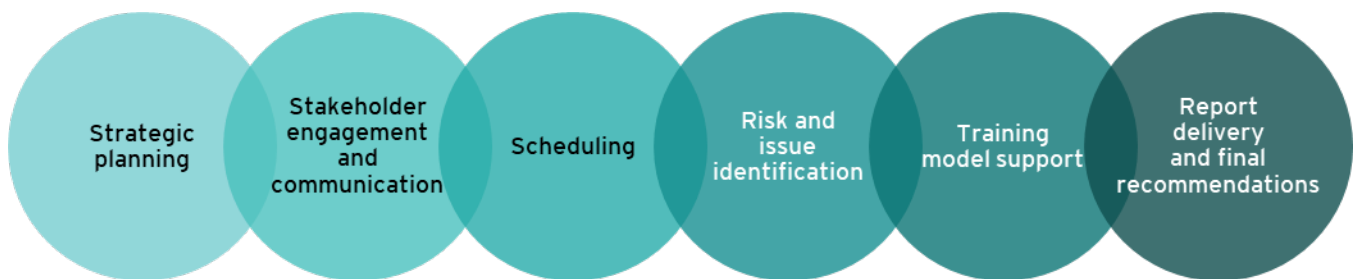 Strategic
planning
Stakeholder
engagement
and
communication
Scheduling
Risk and
issue
identification
Training
model support
Report
delivery
and final
recommendations